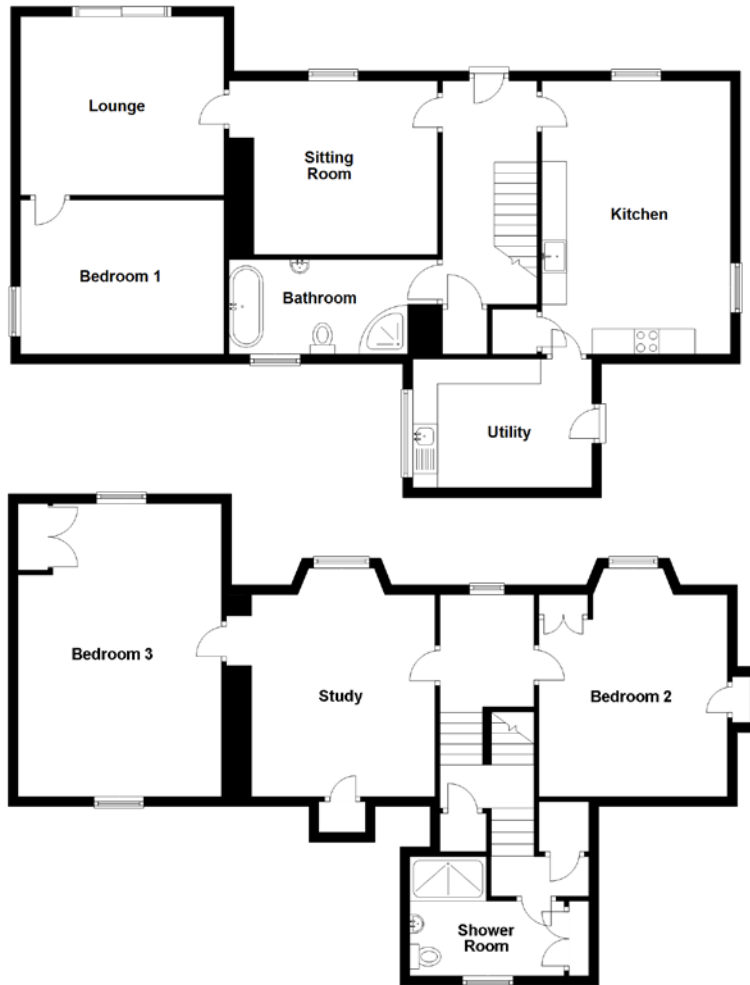 Lounge
Sitting
Room
Kitchen
Bedroom 1
Bathroom
Utility
Bedroom 3
Study
Bedroom 2
Shower
Room